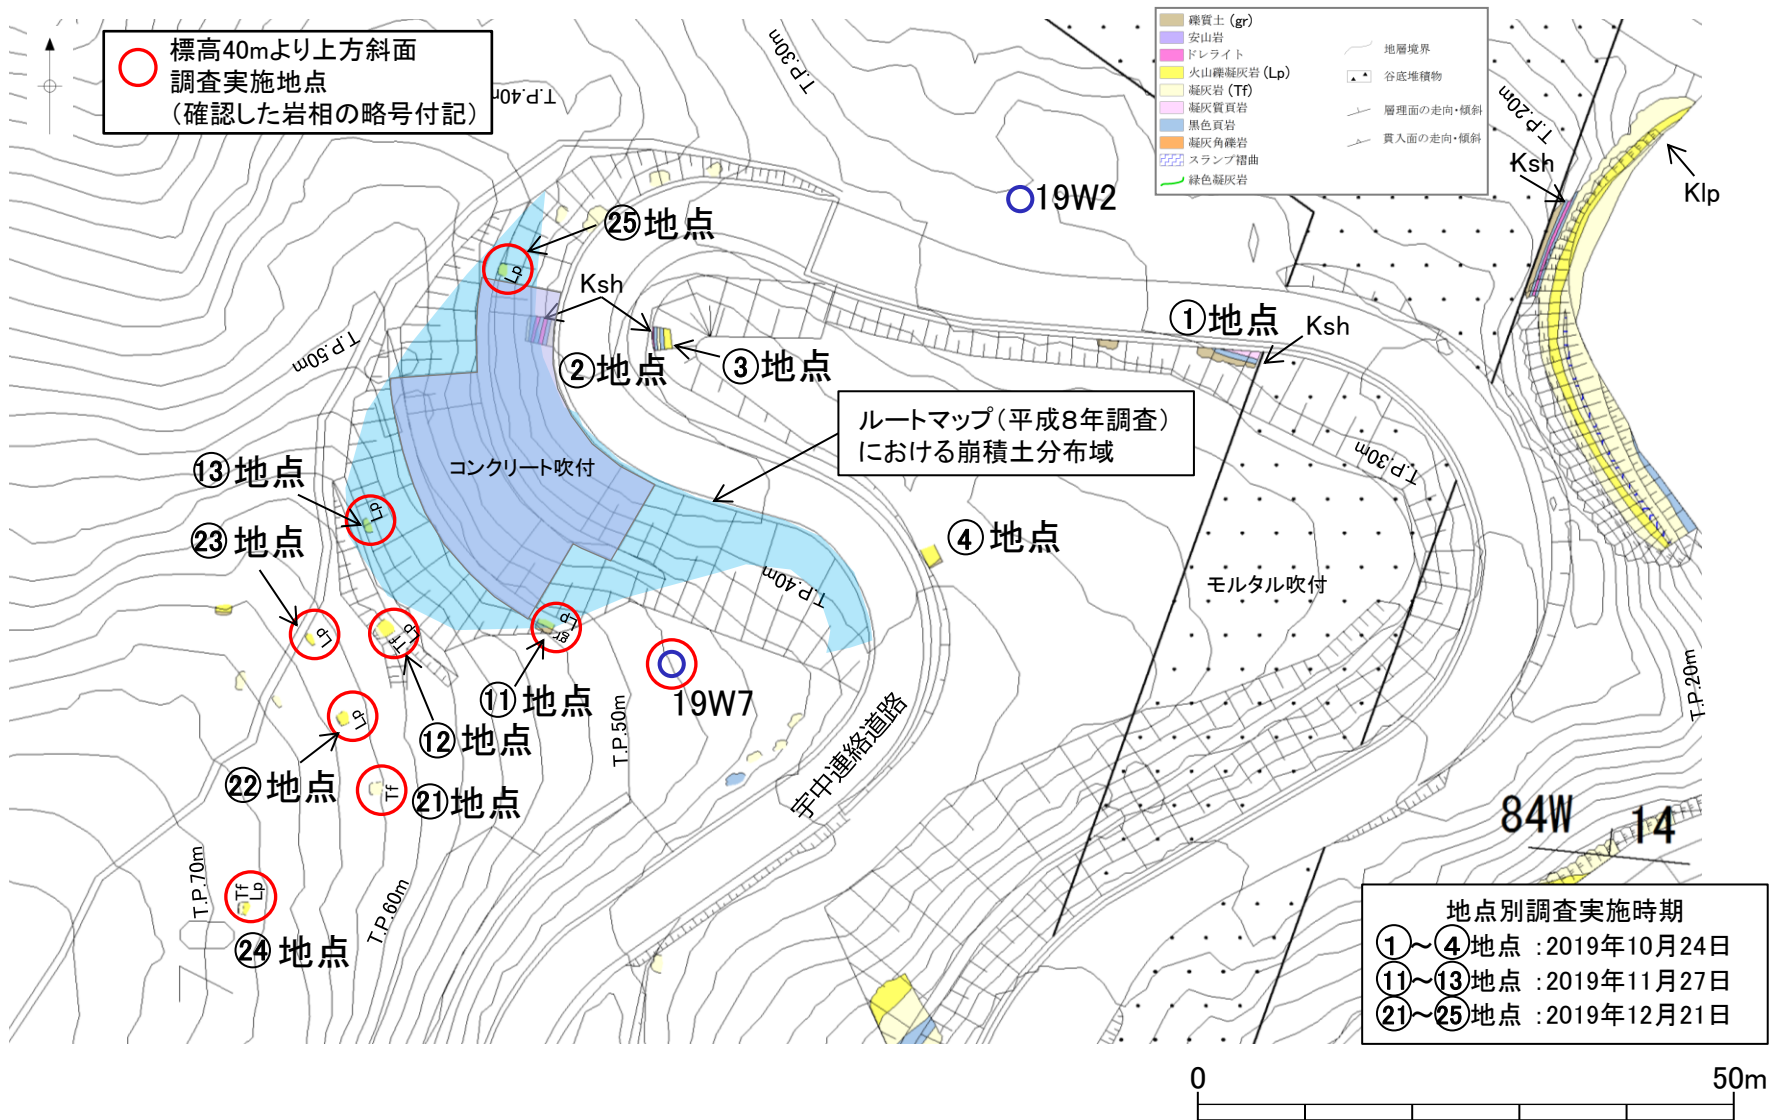 標高40mより上方斜面
調査実施地点
(確認した岩相の略号付記)
T.P.40m
T.P.30m
礫質土 (gr)
安山岩
ドレライト
火山礫凝灰岩 (Lp)
凝灰岩 (Tf)
凝灰質頁岩
黒色頁岩
凝灰角礫岩
スランプ褶曲
緑色凝灰岩
地層境界
谷底堆積物
層理面の走向・傾斜
貫入面の走向・傾斜
T.P.20m
Ksh
Klp
19W2
㉕地点
Lp
Ksh
②地点
③地点
①地点
Ksh
T.P.50m
ルートマップ(平成8年調査)
における崩積土分布域
T.P.30m
コンクリート吹付
⑬地点
Lp
㉓地点
④地点
モルタル吹付
T.P.40m
Lp
Lp
Tf
Lp
gr
⑪地点
19W7
⑫地点
T.P.50m
T.P.20m
Lp
㉒地点
Tf
㉑地点
宇中連絡道路
84W
14
T.P.70m
Tf
Lp
T.P.60m
㉔地点
地点別調査実施時期
①~④地点 :2019年10月24日
⑪~⑬地点 :2019年11月27日
㉑~㉕地点 :2019年12月21日
0
50m